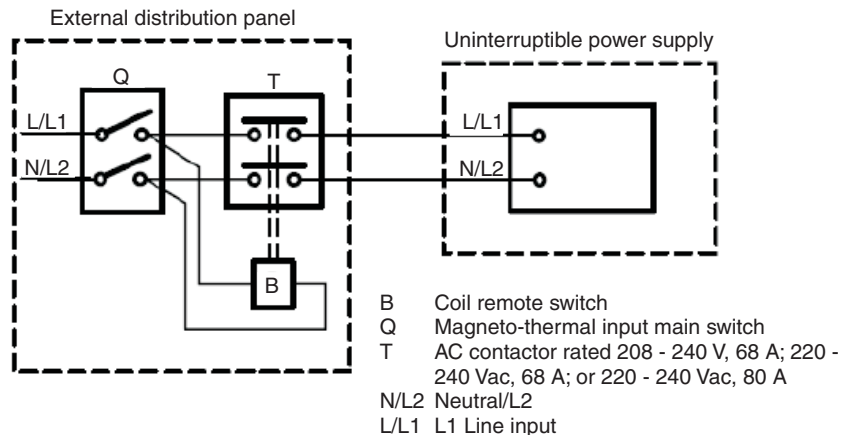 External distribution panel
Uninterruptible power supply
Q
T
L/L1
L/L1
N/L2
N/L2
B
B Coil remote switch
Q Magneto-thermal input main switch
T AC contactor rated 208 - 240 V, 68 A; 220 -
240 Vac, 68 A; or 220 - 240 Vac, 80 A
N/L2 Neutral/L2
L/L1 L1 Line input